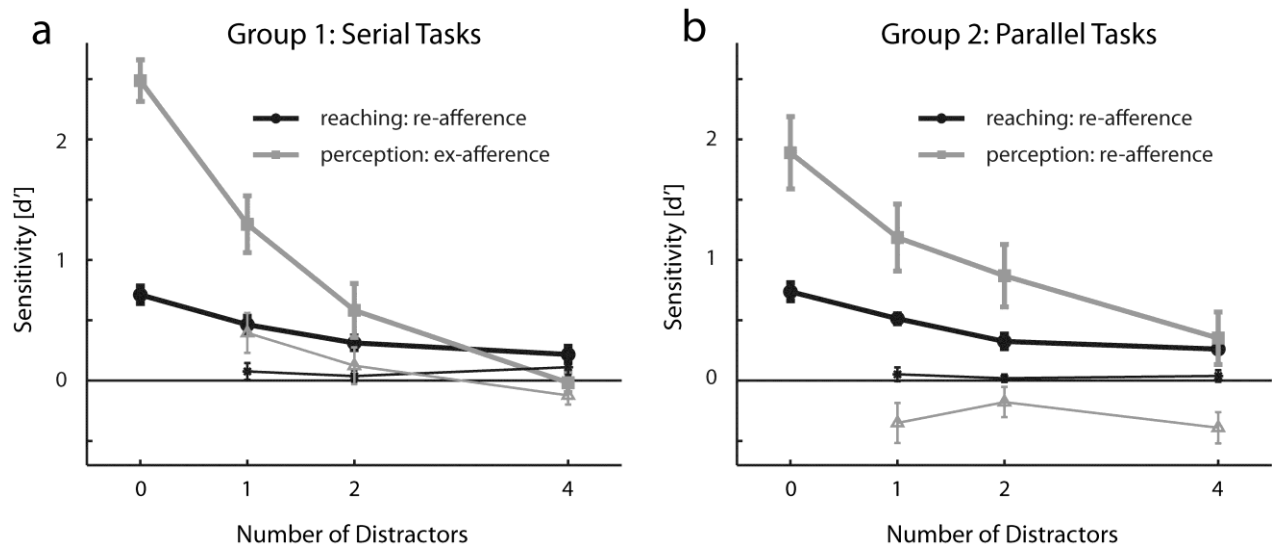 a
Group 1: Serial Tasks
reaching: re-afference
perception: ex-afference
Sensitivity [d′]
2
1
0
0 1 2 4
Number of Distractors
b
Group 2: Parallel Tasks
reaching: re-afference
perception: re-afference
Sensitivity [d′]
2
1
0
0 1 2 4
Number of Distractors